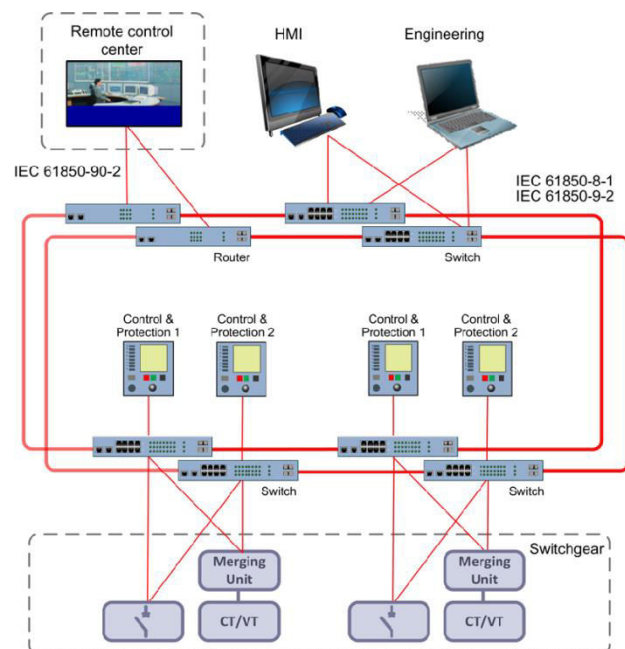 Remote control
center
HMI
Engineering
IEC 61850-90-2
IEC 61850-8-1
IEC 61850-9-2
Router
Switch
Control &
Protection 1
Control &
Protection 2
Control &
Protection 1
Control &
Protection 2
Switch
Switch
Switchgear
Merging
Unit
Merging
Unit
CT/VT
CT/VT